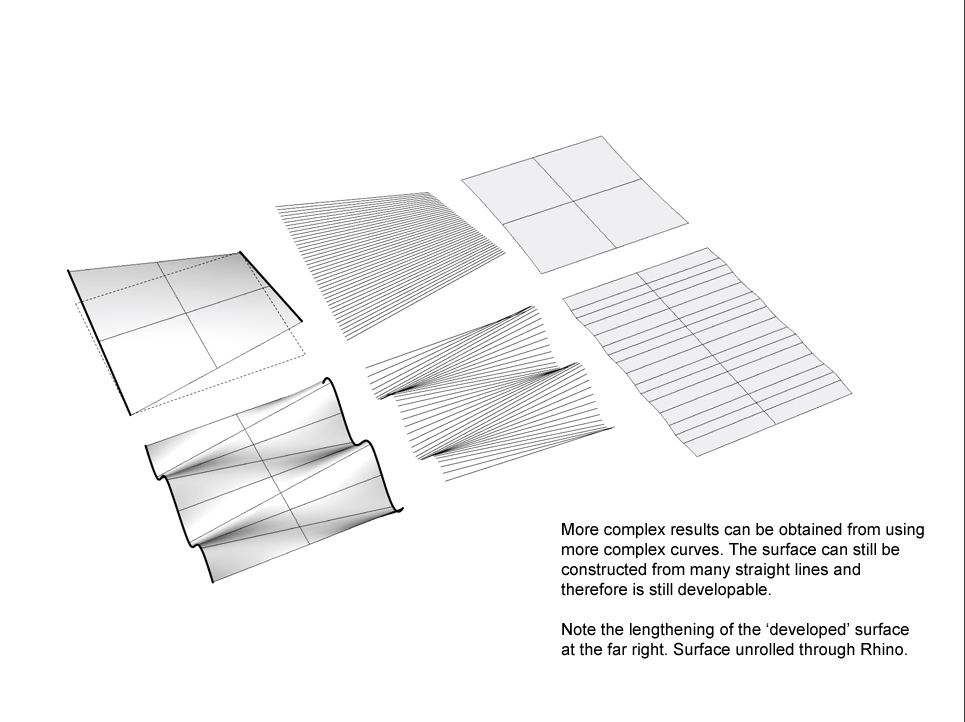 More complex results can be obtained from using
more complex curves. The surface can still be
constructed from many straight lines and
therefore is still developable.
Note the lengthening of the ‘developed’ surface
at the far right. Surface unrolled through Rhino.